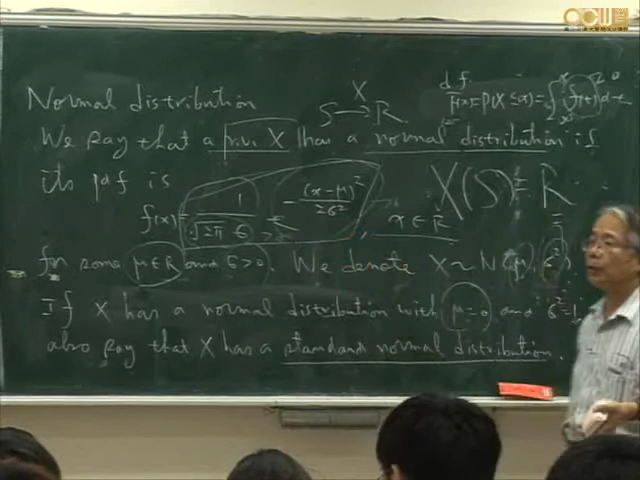 OCW
Normal distribution
S → R
X
df
F(x)=P(X≤x)=∫f(t)dt
We say that a r.v. X has a normal distribution if
its pdf is
f(x)= 1/(√2π σ) e^{-(x-μ)²/2σ²}, x∈R
X(S)=R
for some μ∈R and σ>0. We denote X~N(μ, σ²)
If X has a normal distribution with μ=0 and σ²=1,
also say that X has a standard normal distribution.